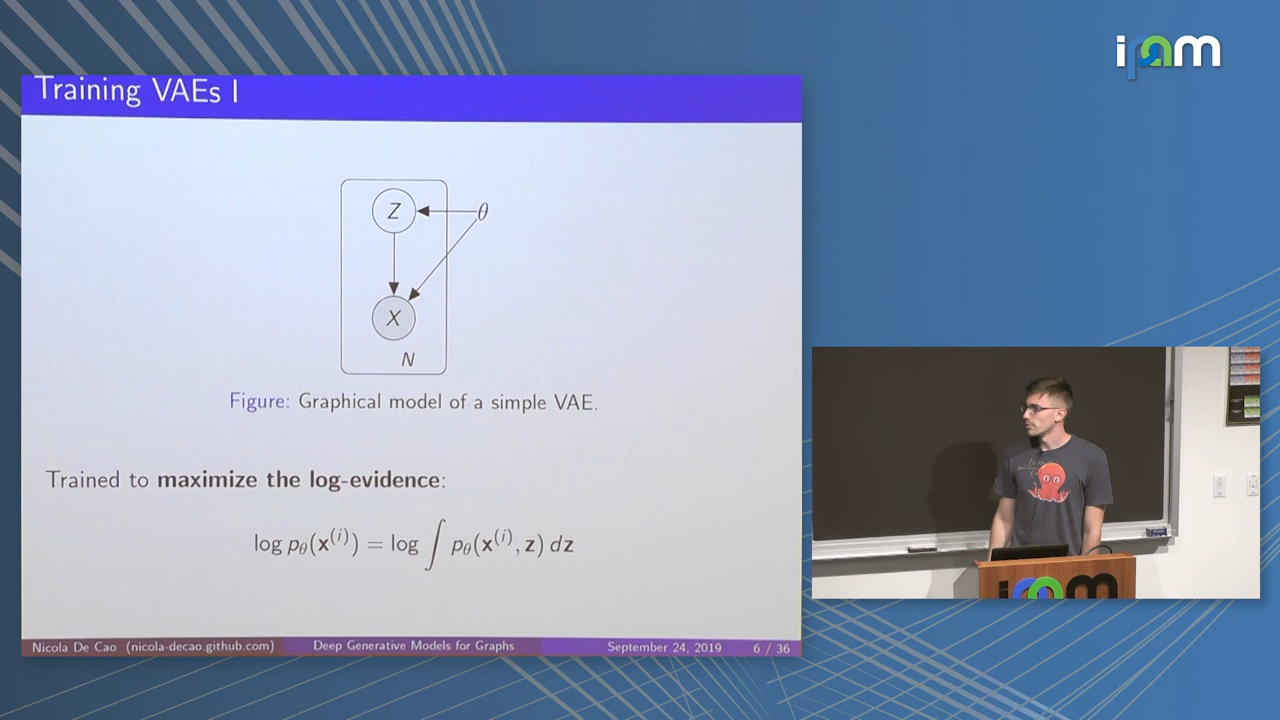 ipam
Training VAEs I
Z
θ
X
N
Figure: Graphical model of a simple VAE.
Trained to maximize the log-evidence:
log pθ(x⁽ⁱ⁾) = log ∫ pθ(x⁽ⁱ⁾, z) dz
Nicola De Cao (nicola-decao.github.com) Deep Generative Models for Graphs September 24, 2019 6 / 36
ipam